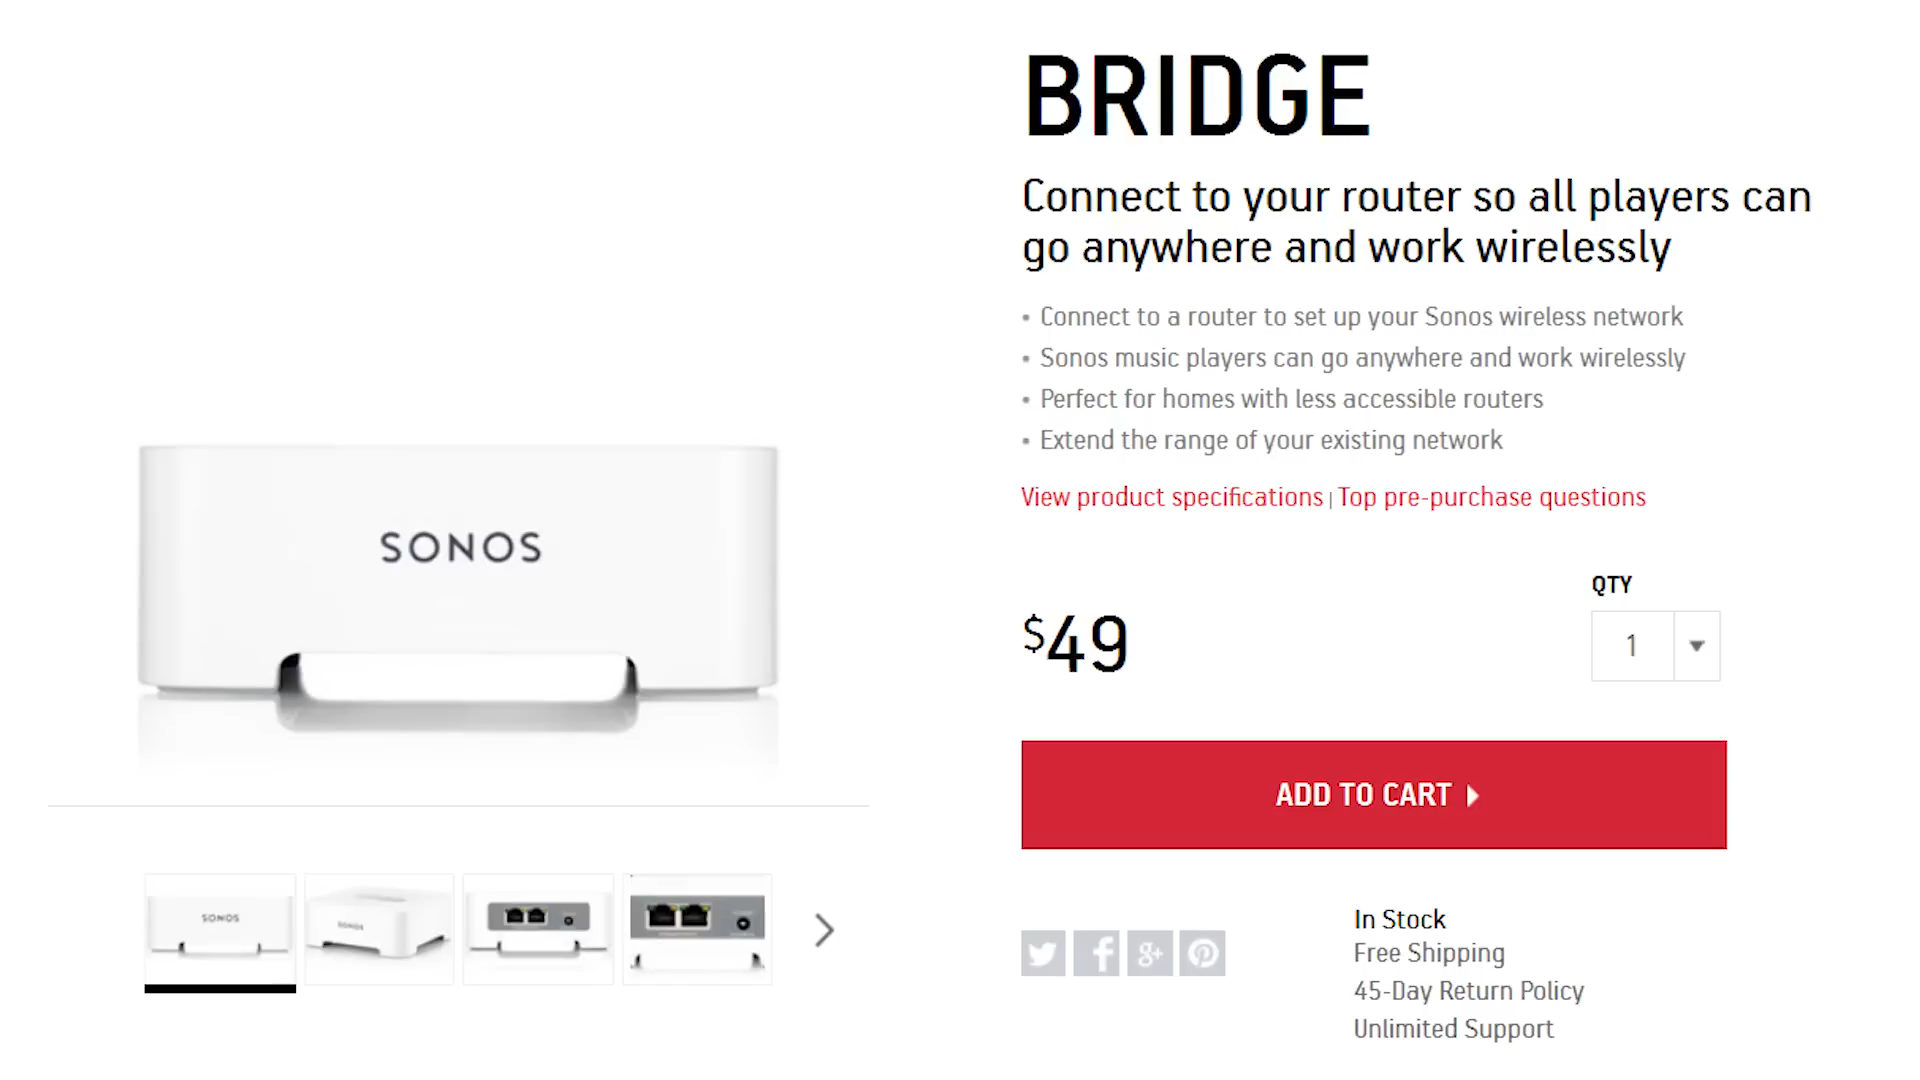 BRIDGE
Connect to your router so all players can
go anywhere and work wirelessly
• Connect to a router to set up your Sonos wireless network
• Sonos music players can go anywhere and work wirelessly
• Perfect for homes with less accessible routers
• Extend the range of your existing network
View product specifications | Top pre-purchase questions
SONOS
QTY
$49
1
ADD TO CART
SONOS
SONOS
In Stock
Free Shipping
45-Day Return Policy
Unlimited Support
g+